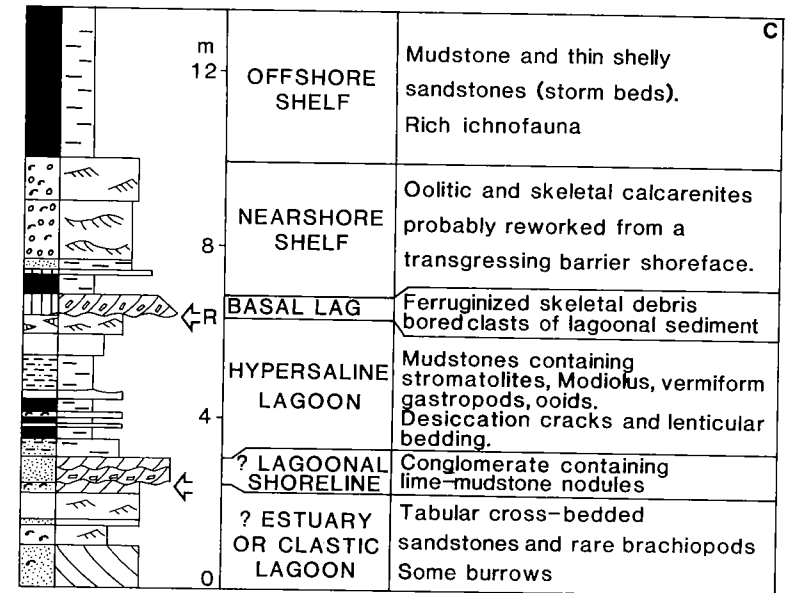 C
m
12
OFFSHORE
SHELF
Mudstone and thin shelly
sandstones (storm beds).
Rich ichnofauna
8
NEARSHORE
SHELF
Oolitic and skeletal calcarenites
probably reworked from a
transgressing barrier shoreface.
R
BASAL LAG
Ferruginized skeletal debris
bored clasts of lagoonal sediment
4
HYPERSALINE
LAGOON
Mudstones containing
stromatolites, Modiolus, vermiform
gastropods, ooids.
Desiccation cracks and lenticular
bedding.
? LAGOONAL
SHORELINE
Conglomerate containing
lime-mudstone nodules
0
? ESTUARY
OR CLASTIC
LAGOON
Tabular cross-bedded
sandstones and rare brachiopods
Some burrows